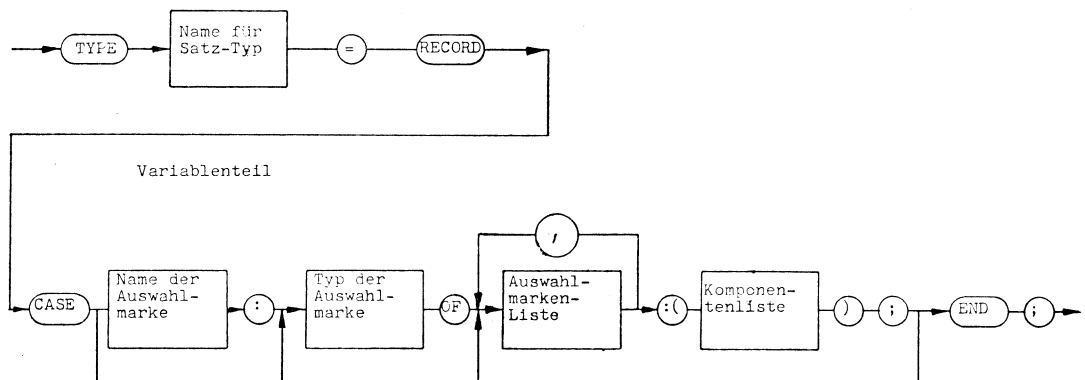 TYPE
Name für
Satz-Typ
=
RECORD
Variablenteil
,
CASE
Name der
Auswahl-
marke
:
Typ der
Auswahl-
marke
OF
Auswahl-
marken-
Liste
:(
Komponen-
tenliste
)
;
END
;